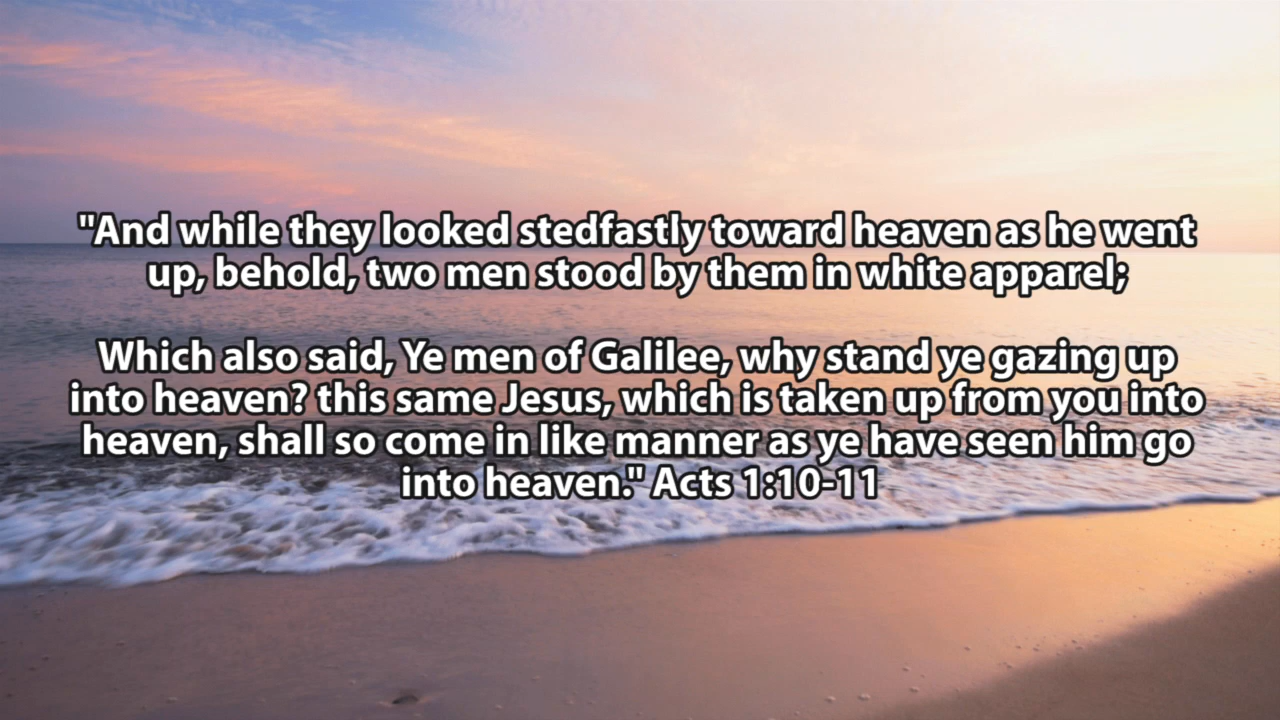 "And while they looked stedfastly toward heaven as he went
up, behold, two men stood by them in white apparel;
Which also said, Ye men of Galilee, why stand ye gazing up
into heaven? this same Jesus, which is taken up from you into
heaven, shall so come in like manner as ye have seen him go
into heaven." Acts 1:10-11